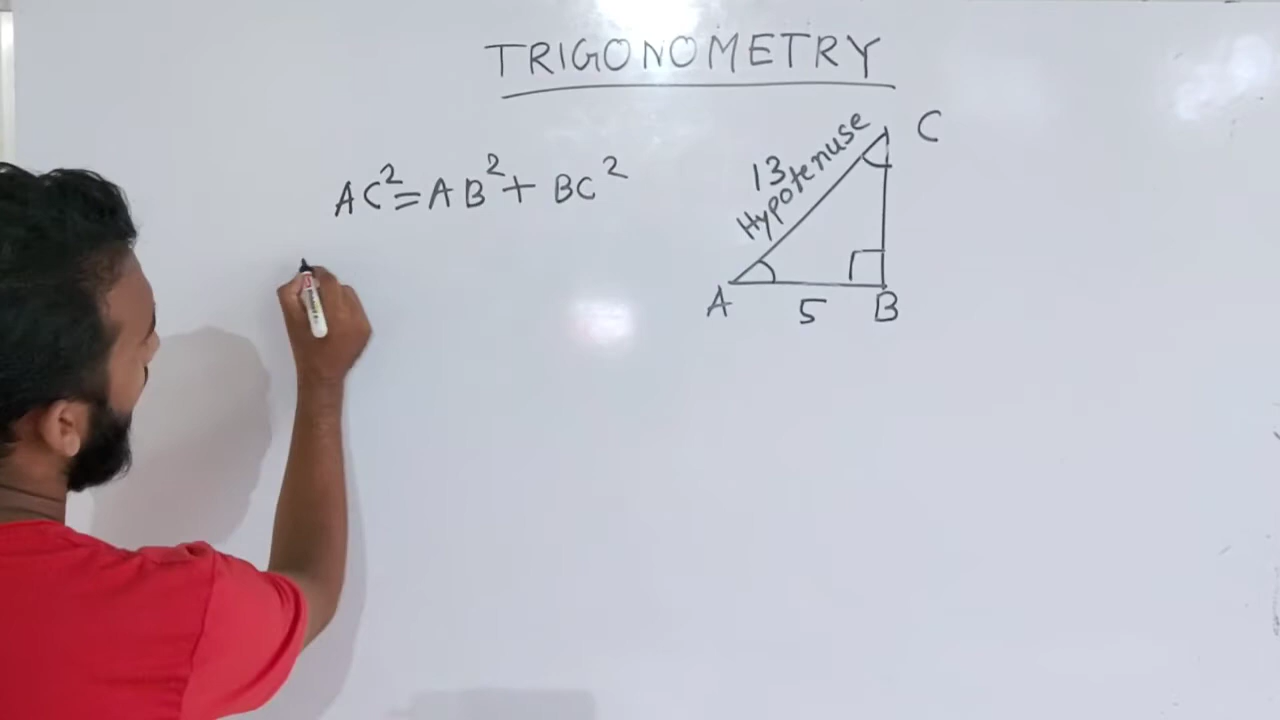 TRIGONOMETRY
AC²=AB²+ BC²
C
13
Hypotenuse
A
5
B